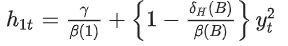 h_{1t} = \frac{\gamma}{\beta(1)} + \left\{ 1 - \frac{\delta_H(B)}{\beta(B)} \right\} y_t^2